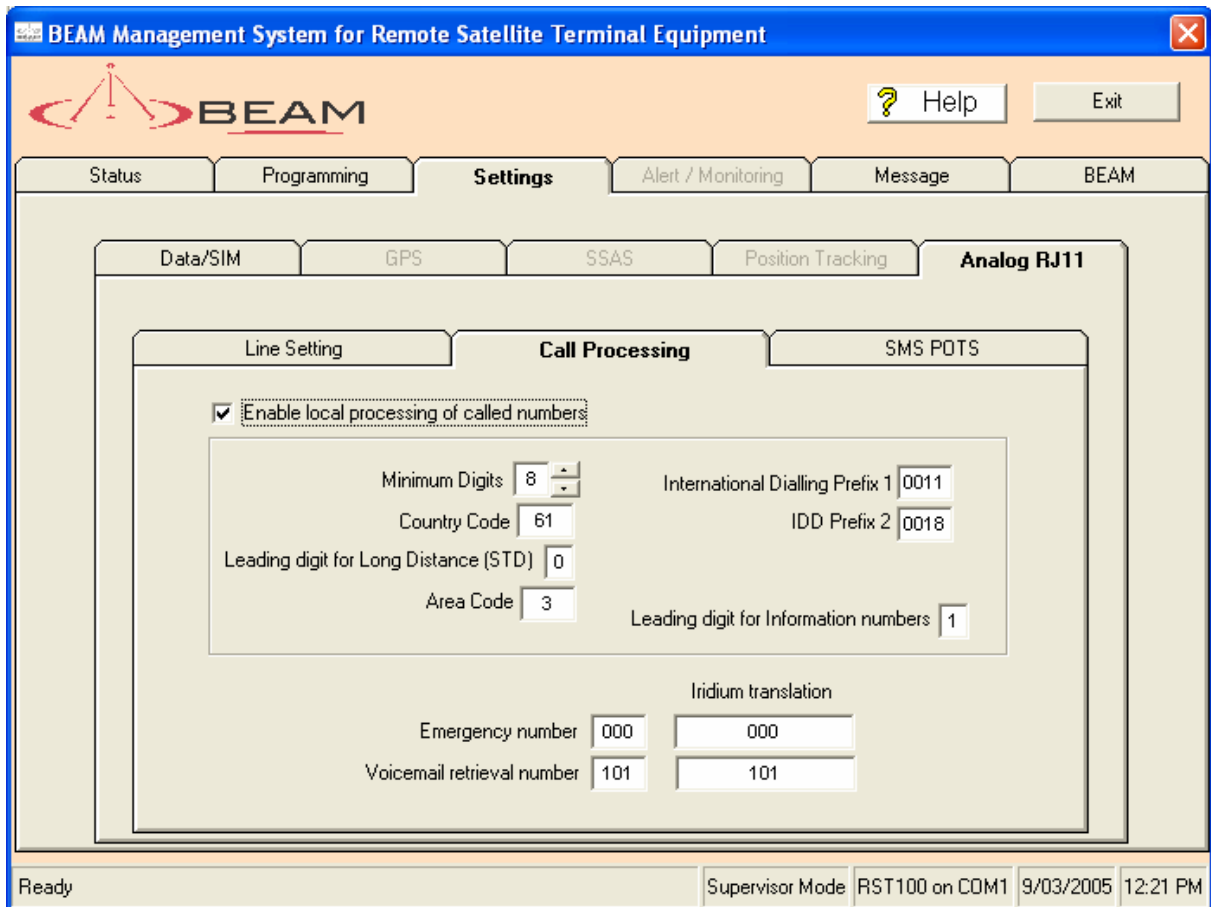 BEAM Management System for Remote Satellite Terminal Equipment
BEAM
? Help
Exit
Status Programming Settings Alert / Monitoring Message BEAM
Data/SIM GPS SSAS Position Tracking Analog RJ11
Line Setting Call Processing SMS POTS
Enable local processing of called numbers
Minimum Digits 8 International Dialling Prefix 1 0011
Country Code 61 IDD Prefix 2 0018
Leading digit for Long Distance (STD) 0
Area Code 3 Leading digit for Information numbers 1
Iridium translation
Emergency number 000 000
Voicemail retrieval number 101 101
Ready Supervisor Mode RST100 on COM1 9/03/2005 12:21 PM